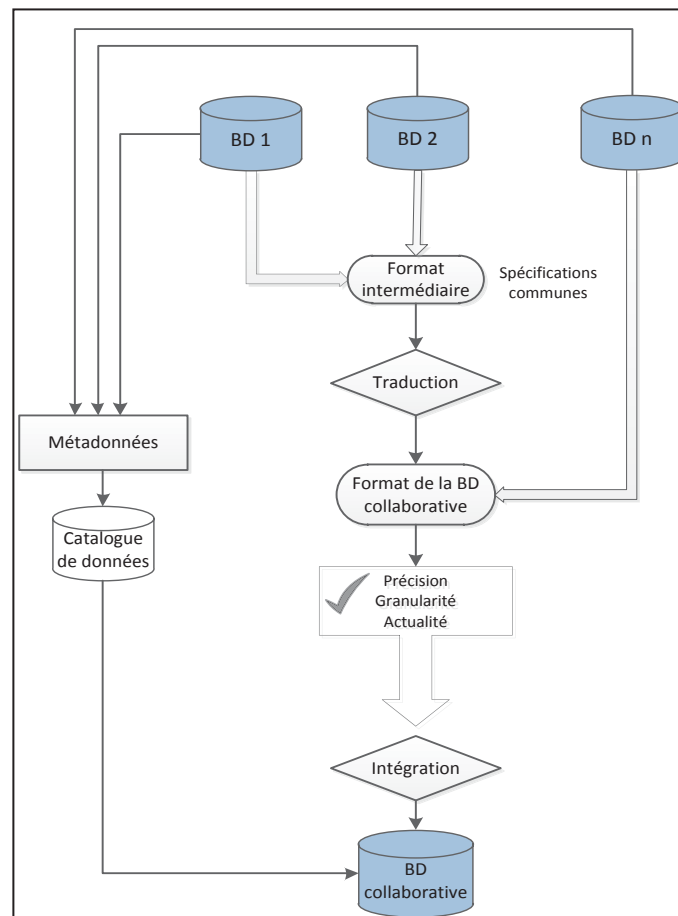 BD 1
BD 2
BD n
Format
intermédiaire
Spécifications
communes
Traduction
Métadonnées
Format de la BD
collaborative
Catalogue
de données
Précision
Granularité
Actualité
Intégration
BD
collaborative